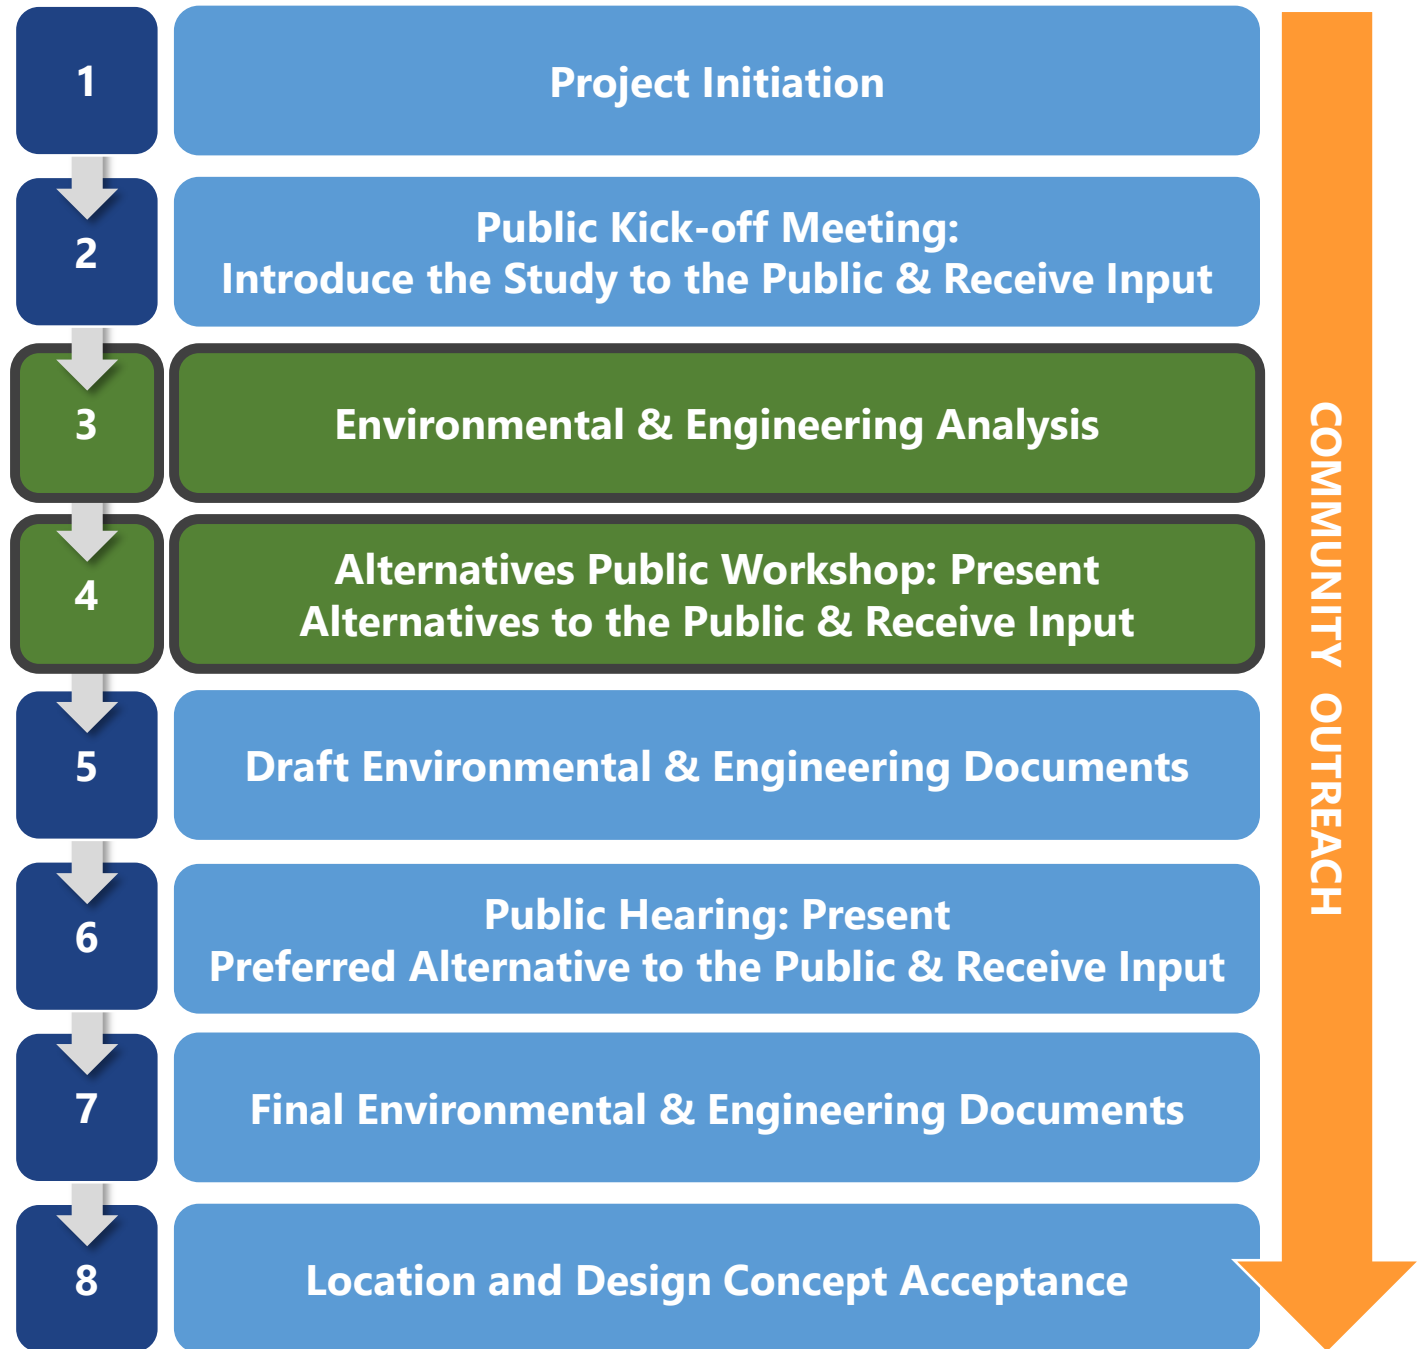 1
Project Initiation
2
Public Kick-off Meeting:
Introduce the Study to the Public & Receive Input
3
Environmental & Engineering Analysis
4
Alternatives Public Workshop: Present
Alternatives to the Public & Receive Input
5
Draft Environmental & Engineering Documents
6
Public Hearing: Present
Preferred Alternative to the Public & Receive Input
7
Final Environmental & Engineering Documents
8
Location and Design Concept Acceptance
COMMUNITY OUTREACH